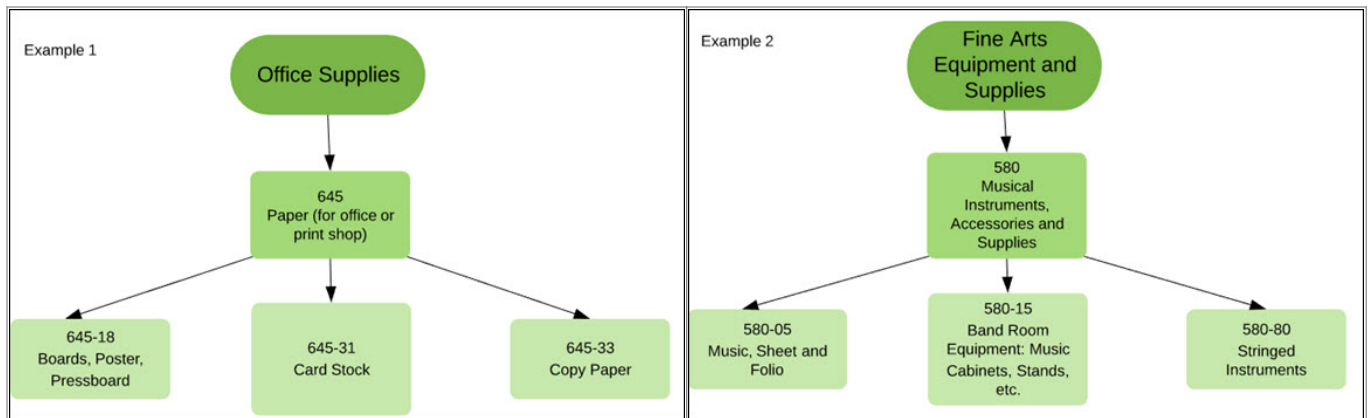 Example 1
Office Supplies
645
Paper (for office or
print shop)
645-18
Boards, Poster,
Pressboard
645-31
Card Stock
645-33
Copy Paper
Example 2
Fine Arts
Equipment and
Supplies
580
Musical
Instruments,
Accessories and
Supplies
580-05
Music, Sheet and
Folio
580-15
Band Room
Equipment: Music
Cabinets, Stands,
etc.
580-80
Stringed
Instruments